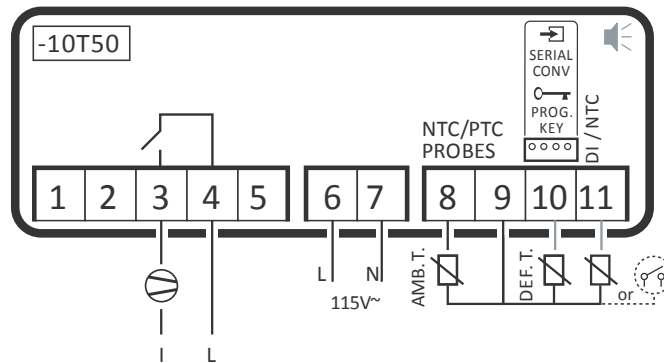 -10T50
SERIAL
CONV
PROG.
KEY
DI / NTC
NTC/PTC
PROBES
1 2 3 4 5 6 7 8 9 10 11
L N
115V~
AMB. T.
DEF. T.
or
I L